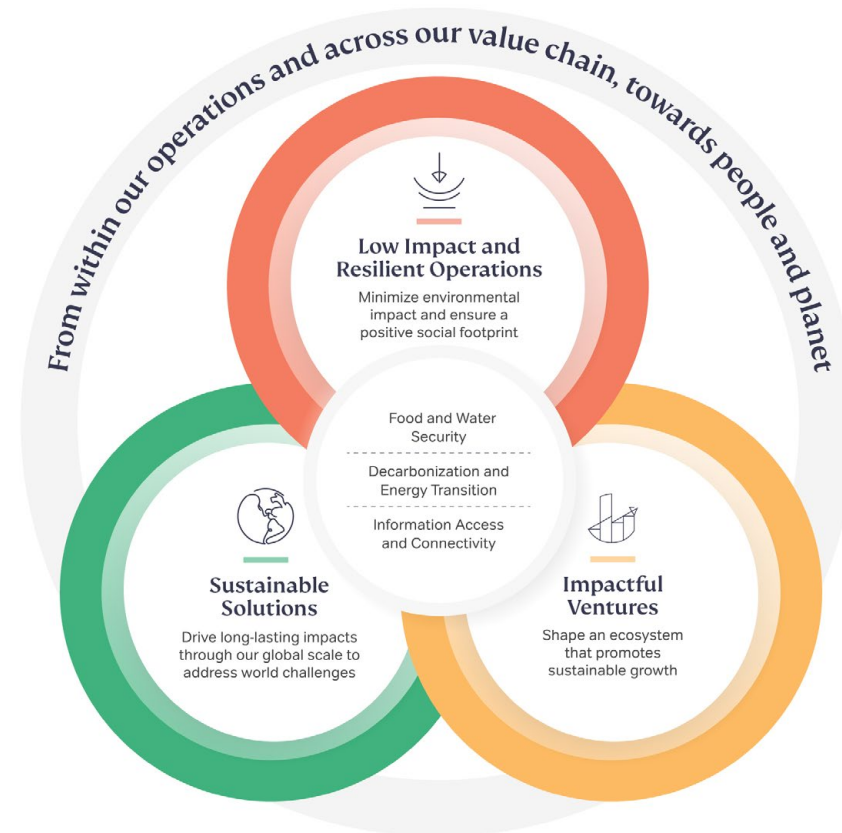 From within our operations and across our value chain, towards people and planet
Low Impact and
Resilient Operations
Minimize environmental
impact and ensure a
positive social footprint
Food and Water
Security
Decarbonization and
Energy Transition
Information Access
and Connectivity
Sustainable
Solutions
Drive long-lasting impacts
through our global scale to
address world challenges
Impactful
Ventures
Shape an ecosystem
that promotes
sustainable growth